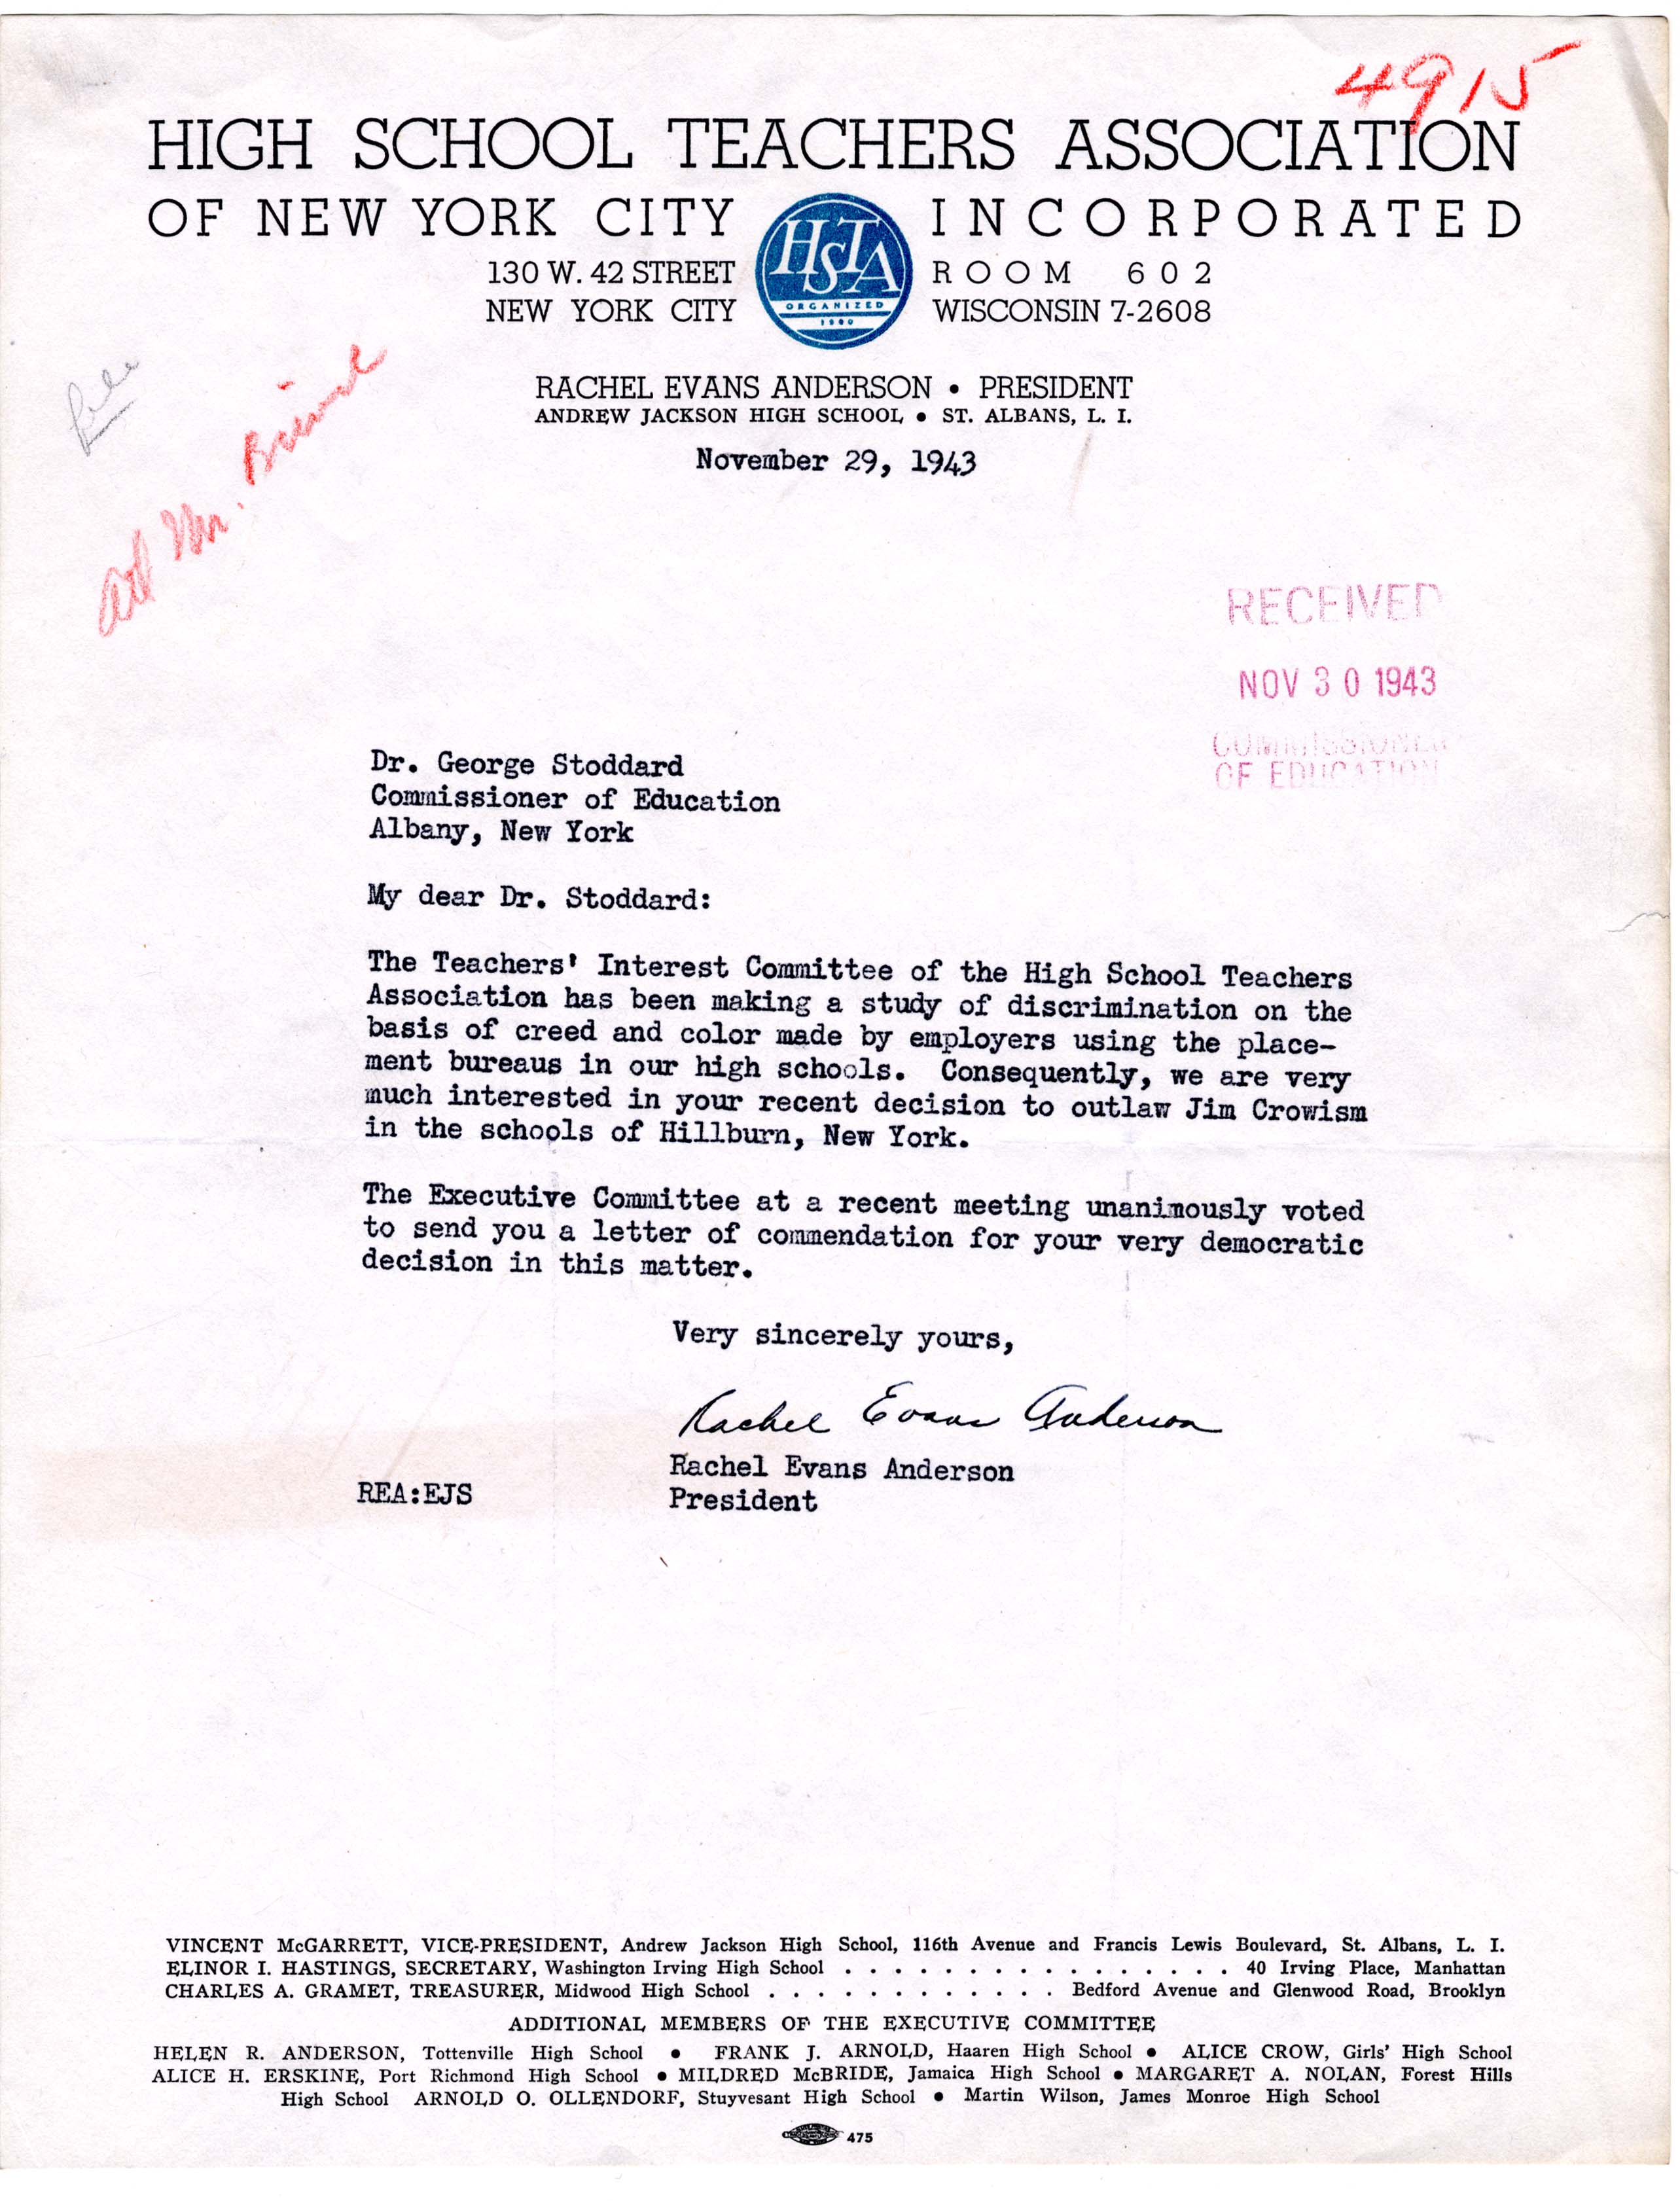 4915
HIGH SCHOOL TEACHERS ASSOCIATION
OF NEW YORK CITY INCORPORATED
130 W. 42 STREET ROOM 602
NEW YORK CITY WISCONSIN 7-2608
HSTA
ORGANIZED
RACHEL EVANS ANDERSON • PRESIDENT
ANDREW JACKSON HIGH SCHOOL • ST. ALBANS, L. I.
November 29, 1943
file
Mr.
RECEIVED
NOV 30 1943
COMMISSIONER
OF EDUCATION
Dr. George Stoddard
Commissioner of Education
Albany, New York
My dear Dr. Stoddard:
The Teachers' Interest Committee of the High School Teachers
Association has been making a study of discrimination on the
basis of creed and color made by employers using the place-
ment bureaus in our high schools. Consequently, we are very
much interested in your recent decision to outlaw Jim Crowism
in the schools of Hillburn, New York.
The Executive Committee at a recent meeting unanimously voted
to send you a letter of commendation for your very democratic
decision in this matter.
Very sincerely yours,
Rachel Evans Anderson
Rachel Evans Anderson
REA:EJS President
VINCENT McGARRETT, VICE-PRESIDENT, Andrew Jackson High School, 116th Avenue and Francis Lewis Boulevard, St. Albans, L. I.
ELINOR I. HASTINGS, SECRETARY, Washington Irving High School . . . . . . . . . . . . . . . . 40 Irving Place, Manhattan
CHARLES A. GRAMET, TREASURER, Midwood High School . . . . . . . . . . . . Bedford Avenue and Glenwood Road, Brooklyn
ADDITIONAL MEMBERS OF THE EXECUTIVE COMMITTEE
HELEN R. ANDERSON, Tottenville High School • FRANK J. ARNOLD, Haaren High School • ALICE CROW, Girls' High School
ALICE H. ERSKINE, Port Richmond High School • MILDRED McBRIDE, Jamaica High School • MARGARET A. NOLAN, Forest Hills
High School ARNOLD O. OLLENDORF, Stuyvesant High School • Martin Wilson, James Monroe High School
475